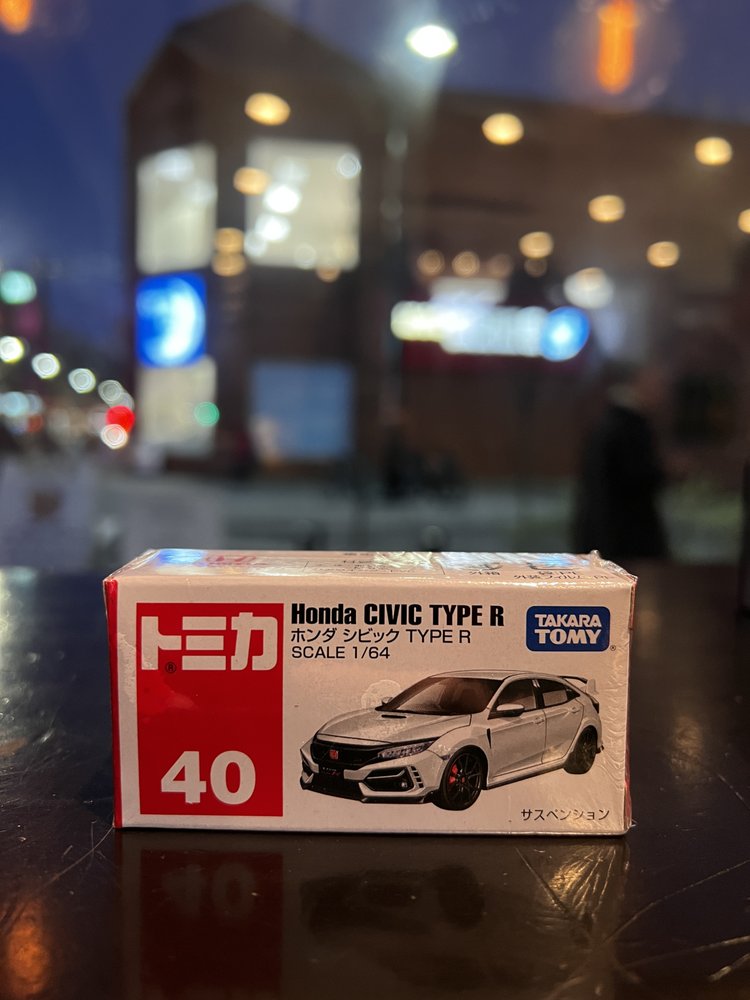 トミカ
®
40
Honda CIVIC TYPE R
ホンダ シビック TYPE R
SCALE 1/64
TAKARA
TOMY
®
サスペンション